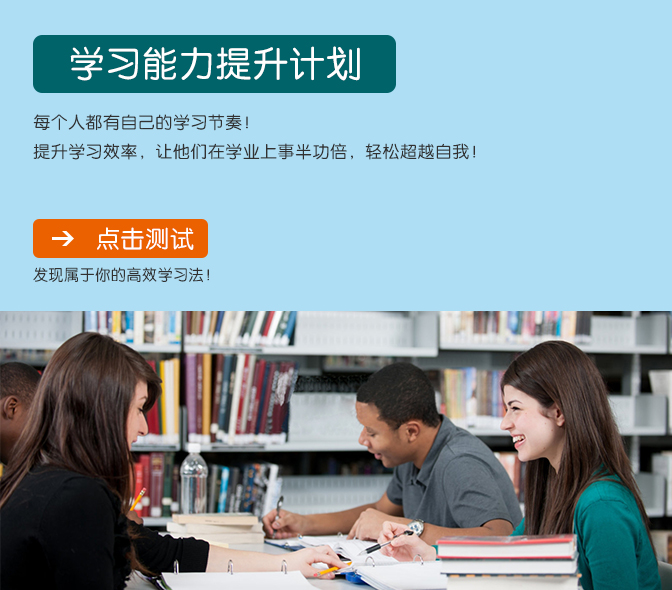 学习能力提升计划
每个人都有自己的学习节奏！
提升学习效率，让他们在学业上事半功倍，轻松超越自我！
→ 点击测试
发现属于你的高效学习法！